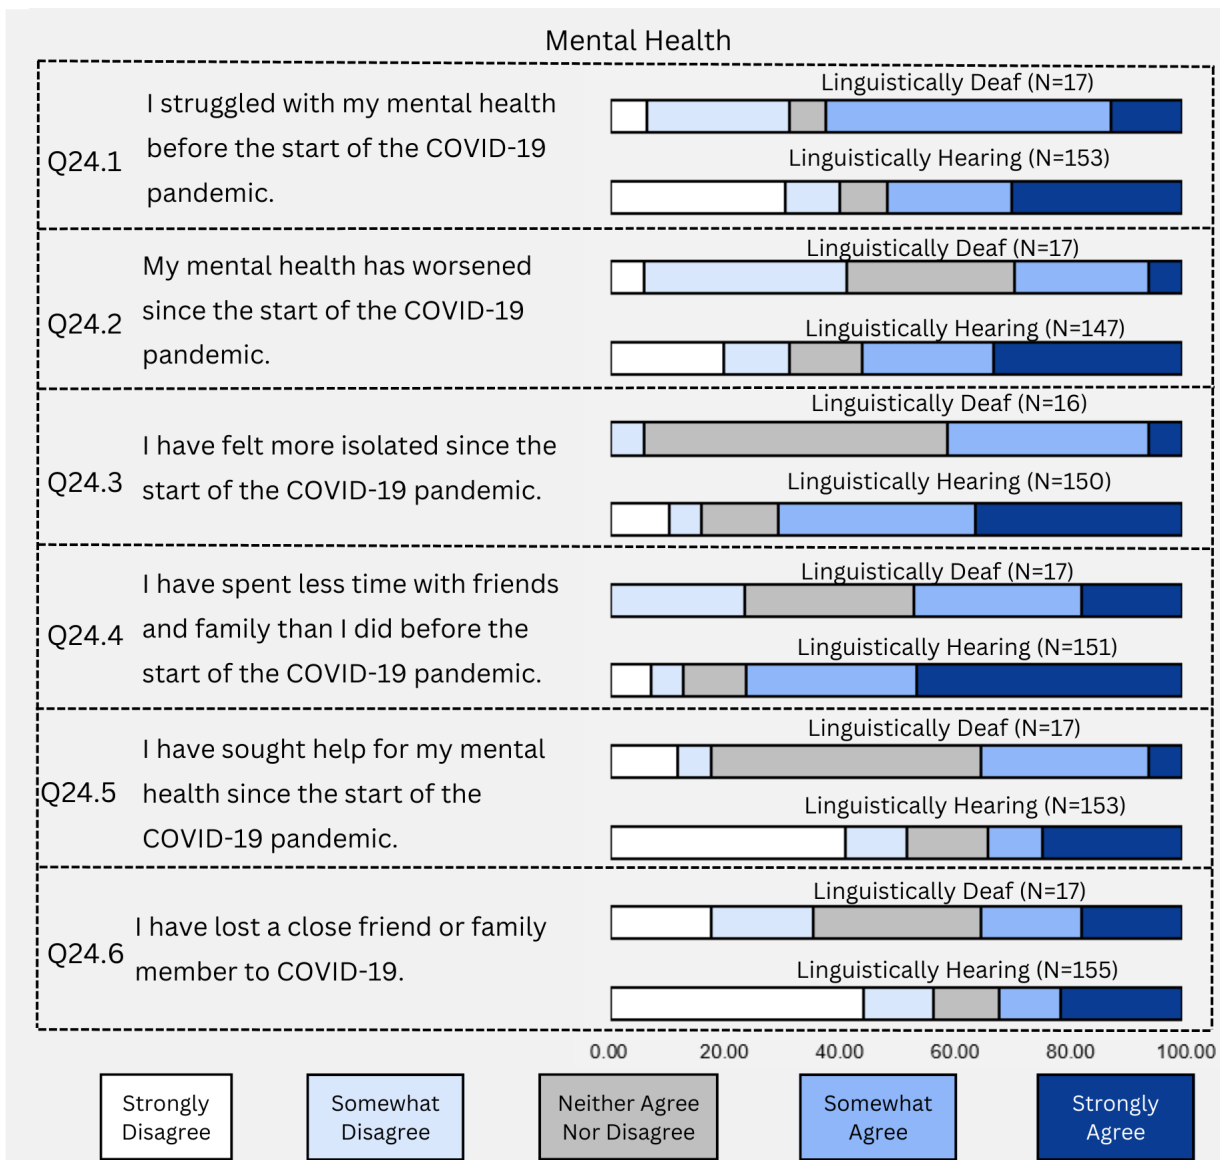 Mental Health
Q24.1
I struggled with my mental health
before the start of the COVID-19
pandemic.
Linguistically Deaf (N=17)
Linguistically Hearing (N=153)
Q24.2
My mental health has worsened
since the start of the COVID-19
pandemic.
Linguistically Deaf (N=17)
Linguistically Hearing (N=147)
Q24.3
I have felt more isolated since the
start of the COVID-19 pandemic.
Linguistically Deaf (N=16)
Linguistically Hearing (N=150)
Q24.4
I have spent less time with friends
and family than I did before the
start of the COVID-19 pandemic.
Linguistically Deaf (N=17)
Linguistically Hearing (N=151)
Q24.5
I have sought help for my mental
health since the start of the
COVID-19 pandemic.
Linguistically Deaf (N=17)
Linguistically Hearing (N=153)
Q24.6
I have lost a close friend or family
member to COVID-19.
Linguistically Deaf (N=17)
Linguistically Hearing (N=155)
0.00 20.00 40.00 60.00 80.00 100.00
Strongly
Disagree
Somewhat
Disagree
Neither Agree
Nor Disagree
Somewhat
Agree
Strongly
Agree